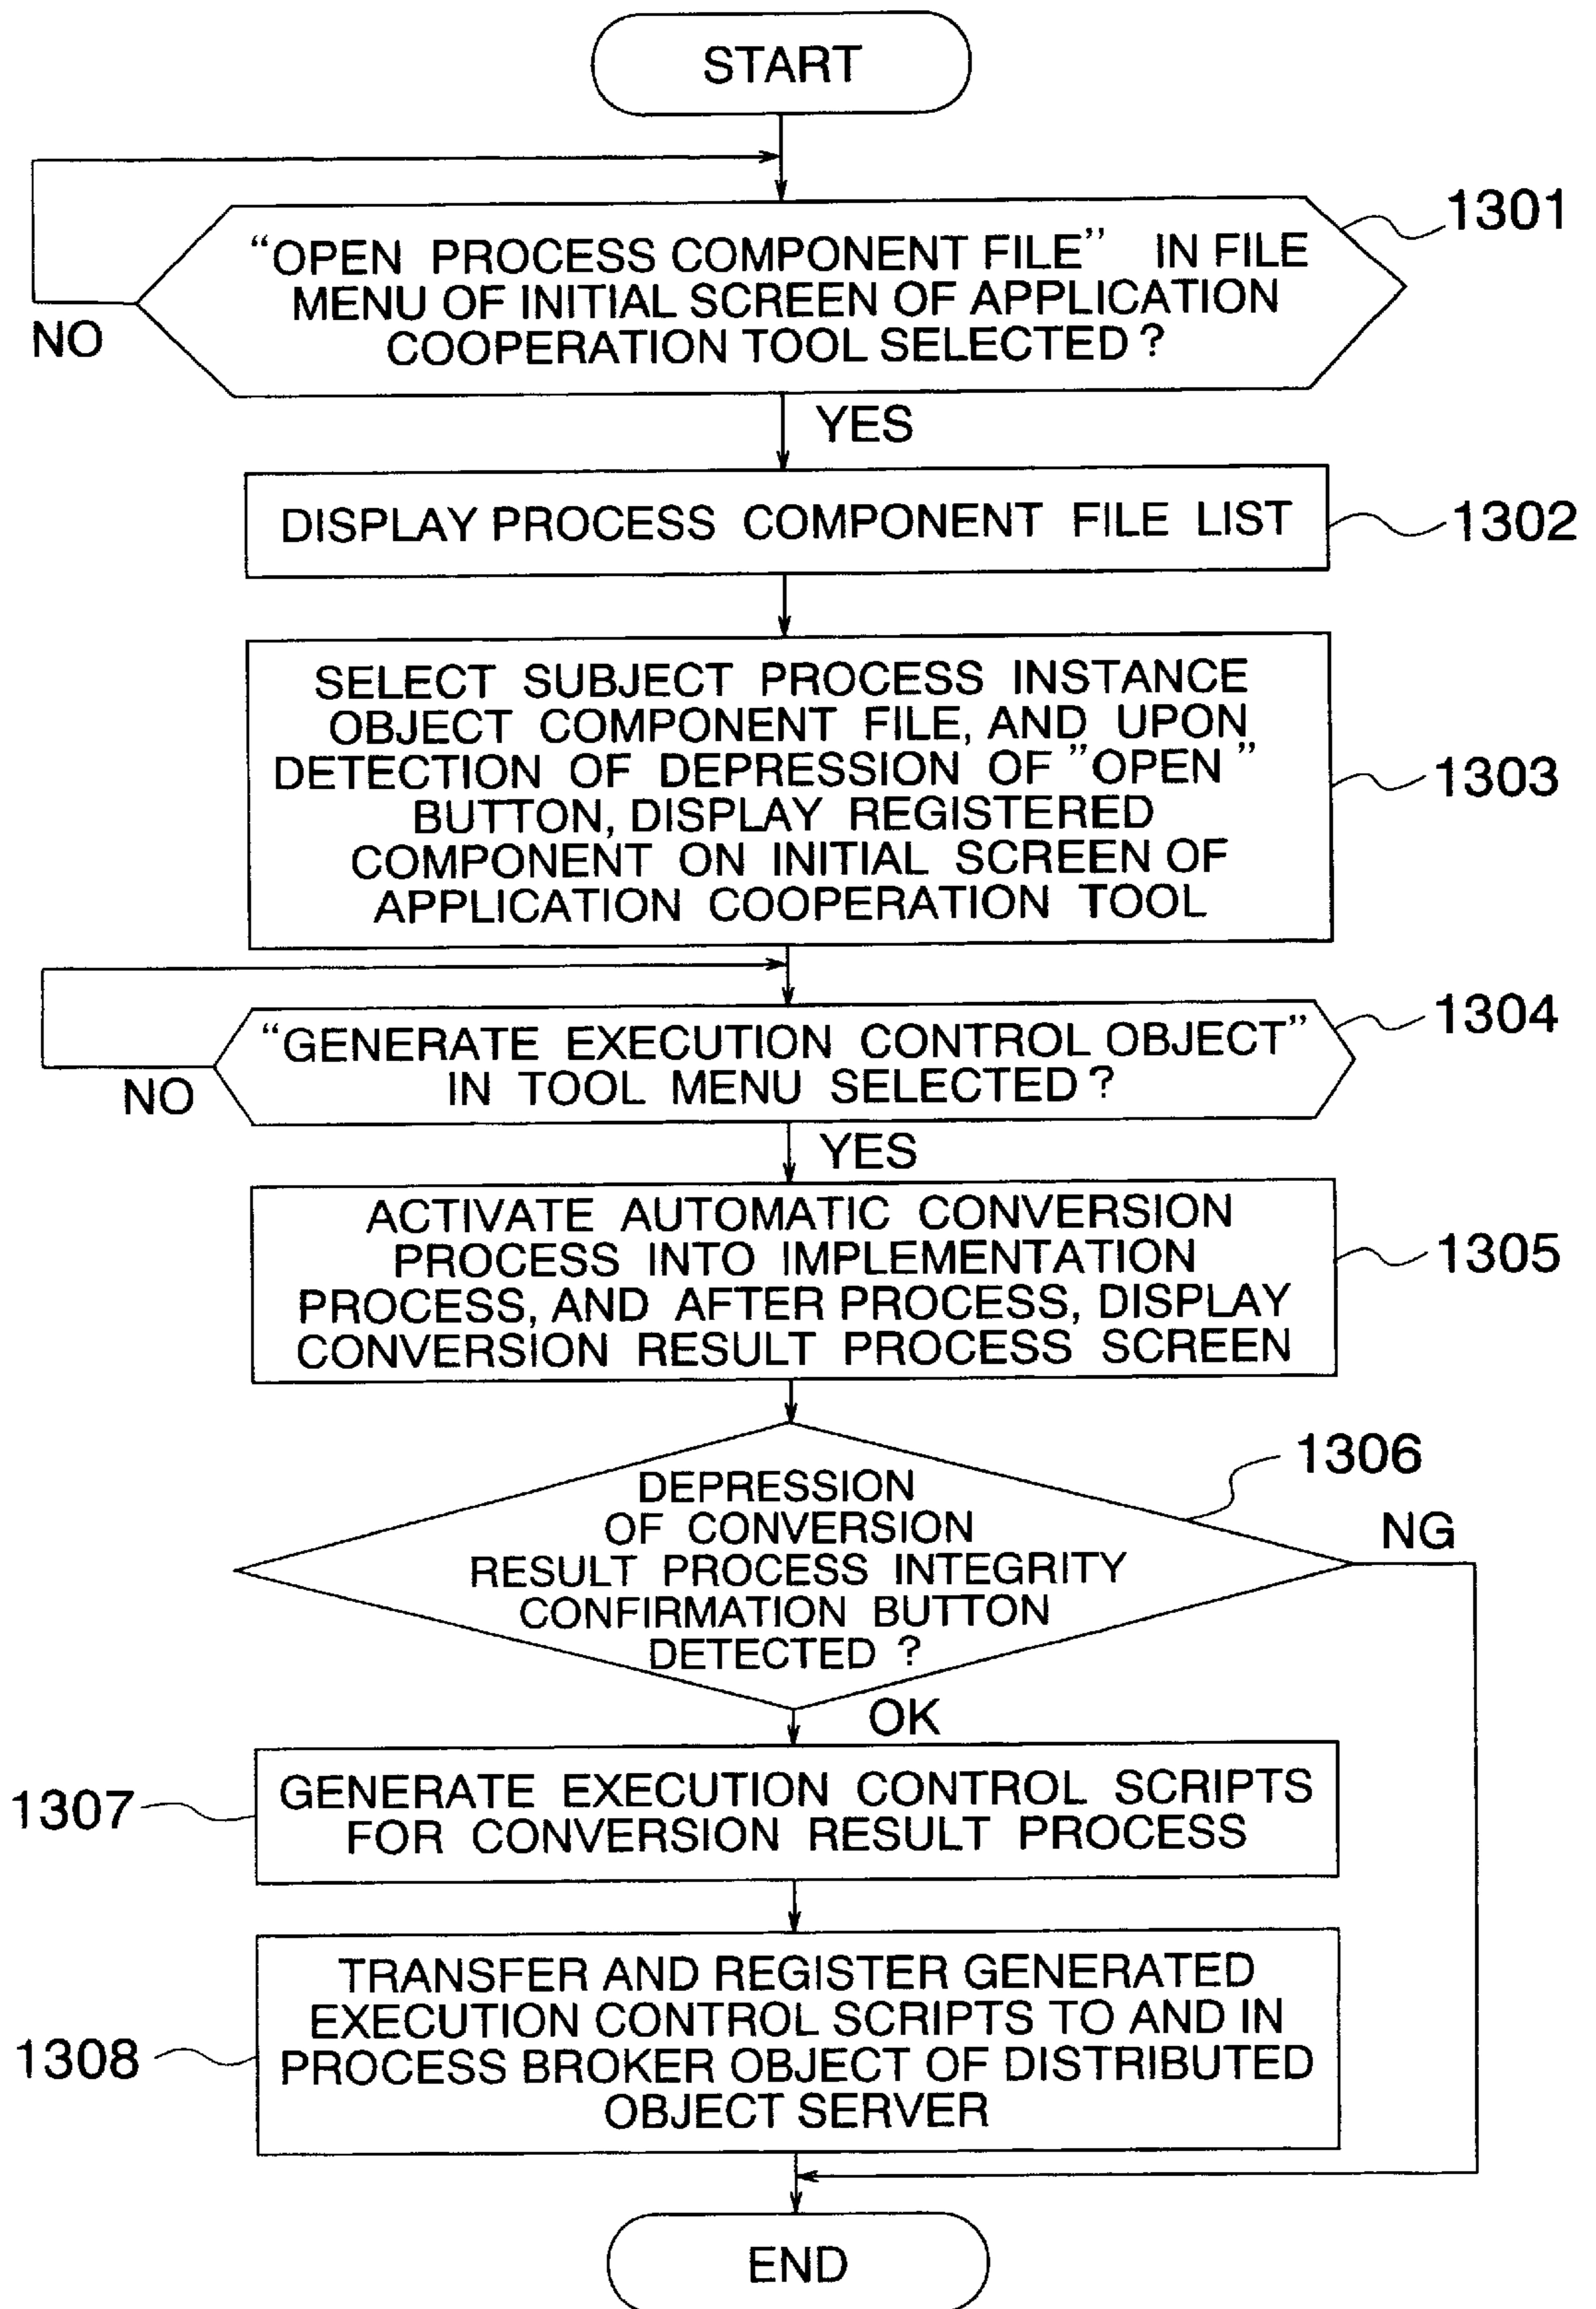 START
1301
“OPEN PROCESS COMPONENT FILE” IN FILE
MENU OF INITIAL SCREEN OF APPLICATION
COOPERATION TOOL SELECTED ?
NO
YES
DISPLAY PROCESS COMPONENT FILE LIST
1302
SELECT SUBJECT PROCESS INSTANCE
OBJECT COMPONENT FILE, AND UPON
DETECTION OF DEPRESSION OF ”OPEN”
BUTTON, DISPLAY REGISTERED
COMPONENT ON INITIAL SCREEN OF
APPLICATION COOPERATION TOOL
1303
1304
“GENERATE EXECUTION CONTROL OBJECT”
IN TOOL MENU SELECTED ?
NO
YES
ACTIVATE AUTOMATIC CONVERSION
PROCESS INTO IMPLEMENTATION
PROCESS, AND AFTER PROCESS, DISPLAY
CONVERSION RESULT PROCESS SCREEN
1305
1306
DEPRESSION
OF CONVERSION
RESULT PROCESS INTEGRITY
CONFIRMATION BUTTON
DETECTED ?
NG
OK
1307
GENERATE EXECUTION CONTROL SCRIPTS
FOR CONVERSION RESULT PROCESS
1308
TRANSFER AND REGISTER GENERATED
EXECUTION CONTROL SCRIPTS TO AND IN
PROCESS BROKER OBJECT OF DISTRIBUTED
OBJECT SERVER
END